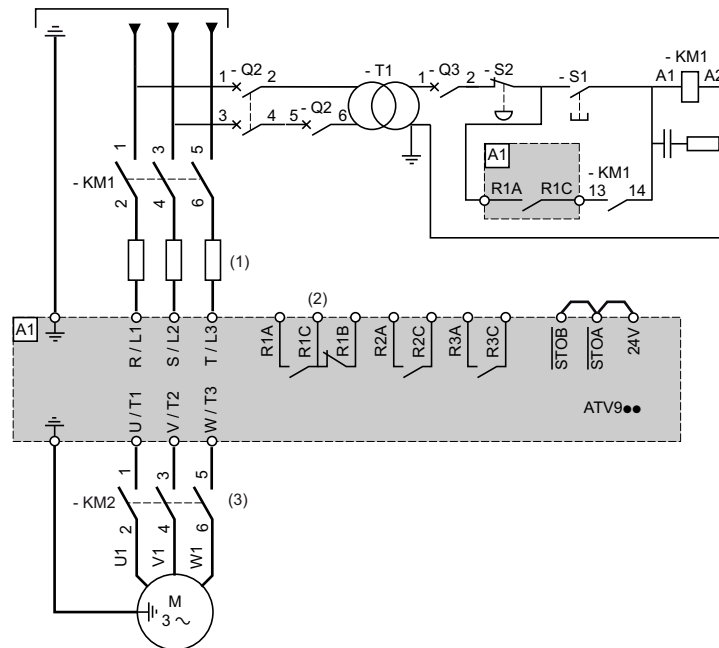 1 - Q2 2
- T1
1 - Q3 2
- S2
- S1
- KM1
A1 A2
3 4 5 - Q2 6
A1
R1A R1C
- KM1
13 14
1 3 5
- KM1
2 4 6
(1)
(2)
A1
R / L1
S / L2
T / L3
R1A
R1C
R1B
R2A
R2C
R3A
R3C
STOB
STOA
24V
U / T1
V / T2
W / T3
ATV9●●
1 3 5
- KM2
(3)
2 4 6
U1
V1
W1
M
3 ~